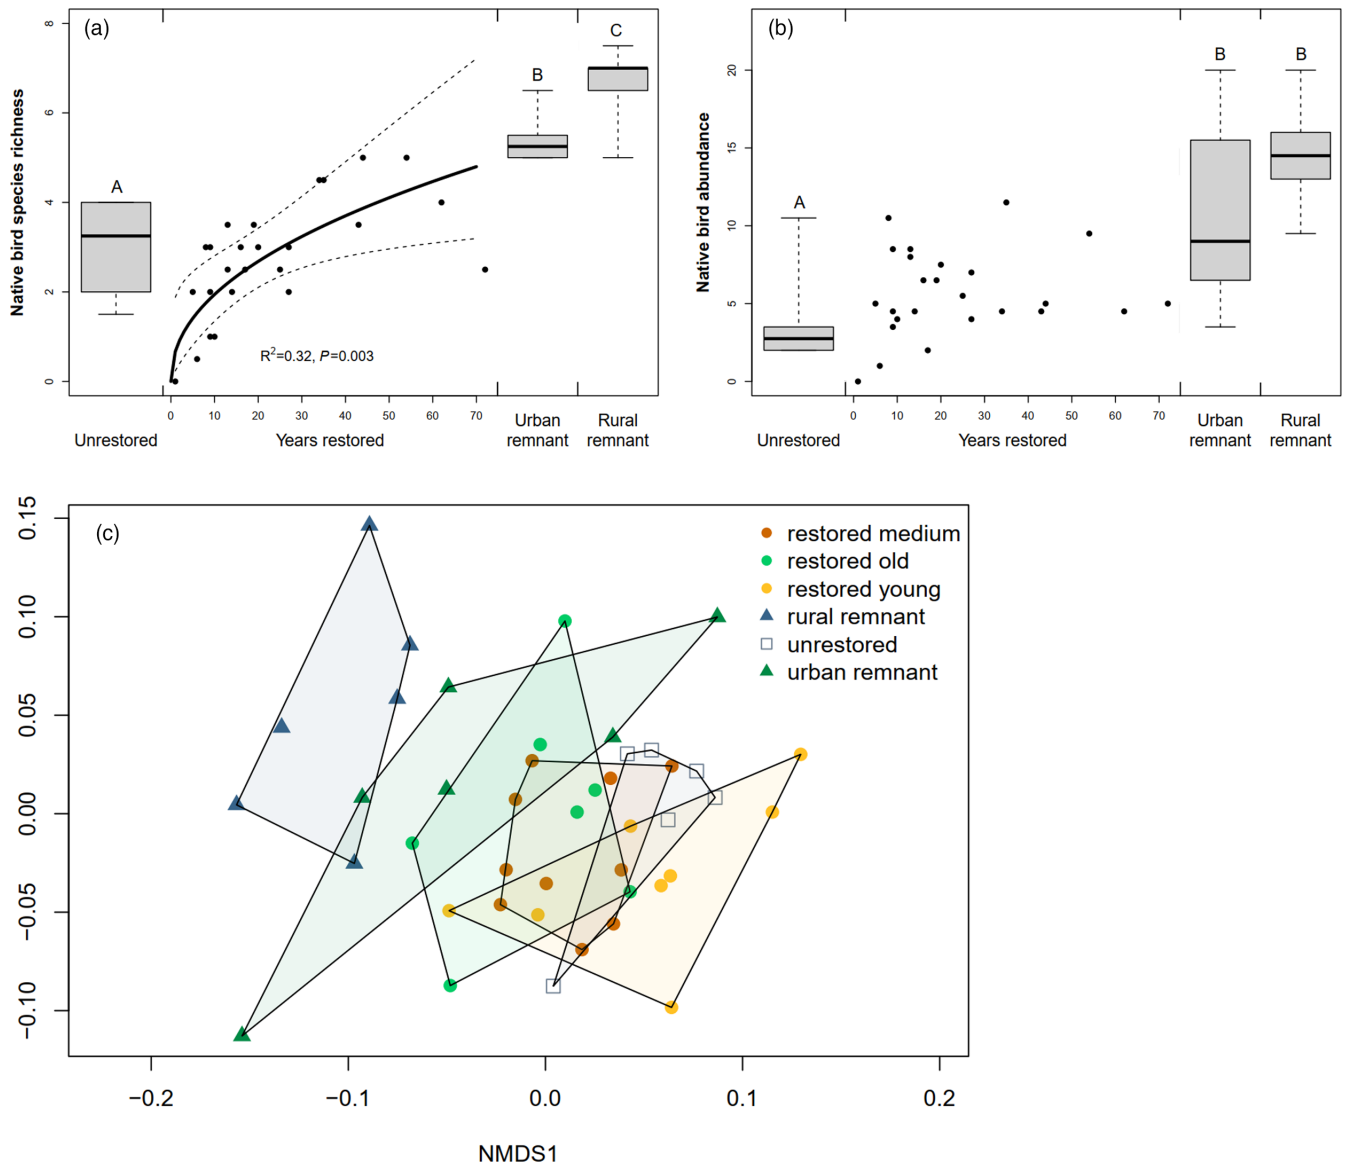 (a)
Native bird species richness
8
6
4
2
0
A
B
C
R2=0.32, P=0.003
0 10 20 30 40 50 60 70
Unrestored
Years restored
Urban
remnant
Rural
remnant
(b)
Native bird abundance
20
15
10
5
0
A
B
B
0 10 20 30 40 50 60 70
Unrestored
Years restored
Urban
remnant
Rural
remnant
(c)
0.15
0.10
0.05
0.00
−0.05
−0.10
restored medium
restored old
restored young
rural remnant
unrestored
urban remnant
−0.2 −0.1 0.0 0.1 0.2
NMDS1